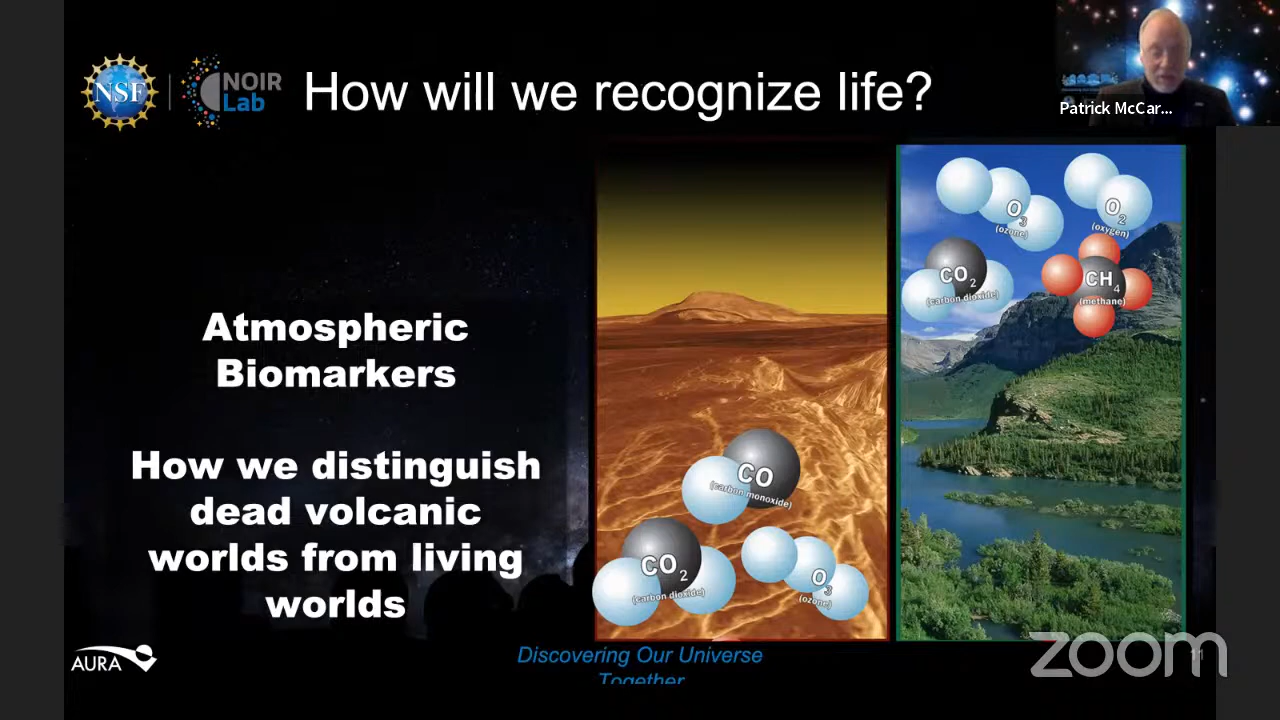 NSF
NOIR
Lab
How will we recognize life?
Patrick McCar...
Atmospheric
Biomarkers
How we distinguish
dead volcanic
worlds from living
worlds
CO
(carbon monoxide)
CO2
(carbon dioxide)
O3
(ozone)
O3
(ozone)
O2
(oxygen)
CO2
(carbon dioxide)
CH4
(methane)
AURA
Discovering Our Universe
Together
zoom
11